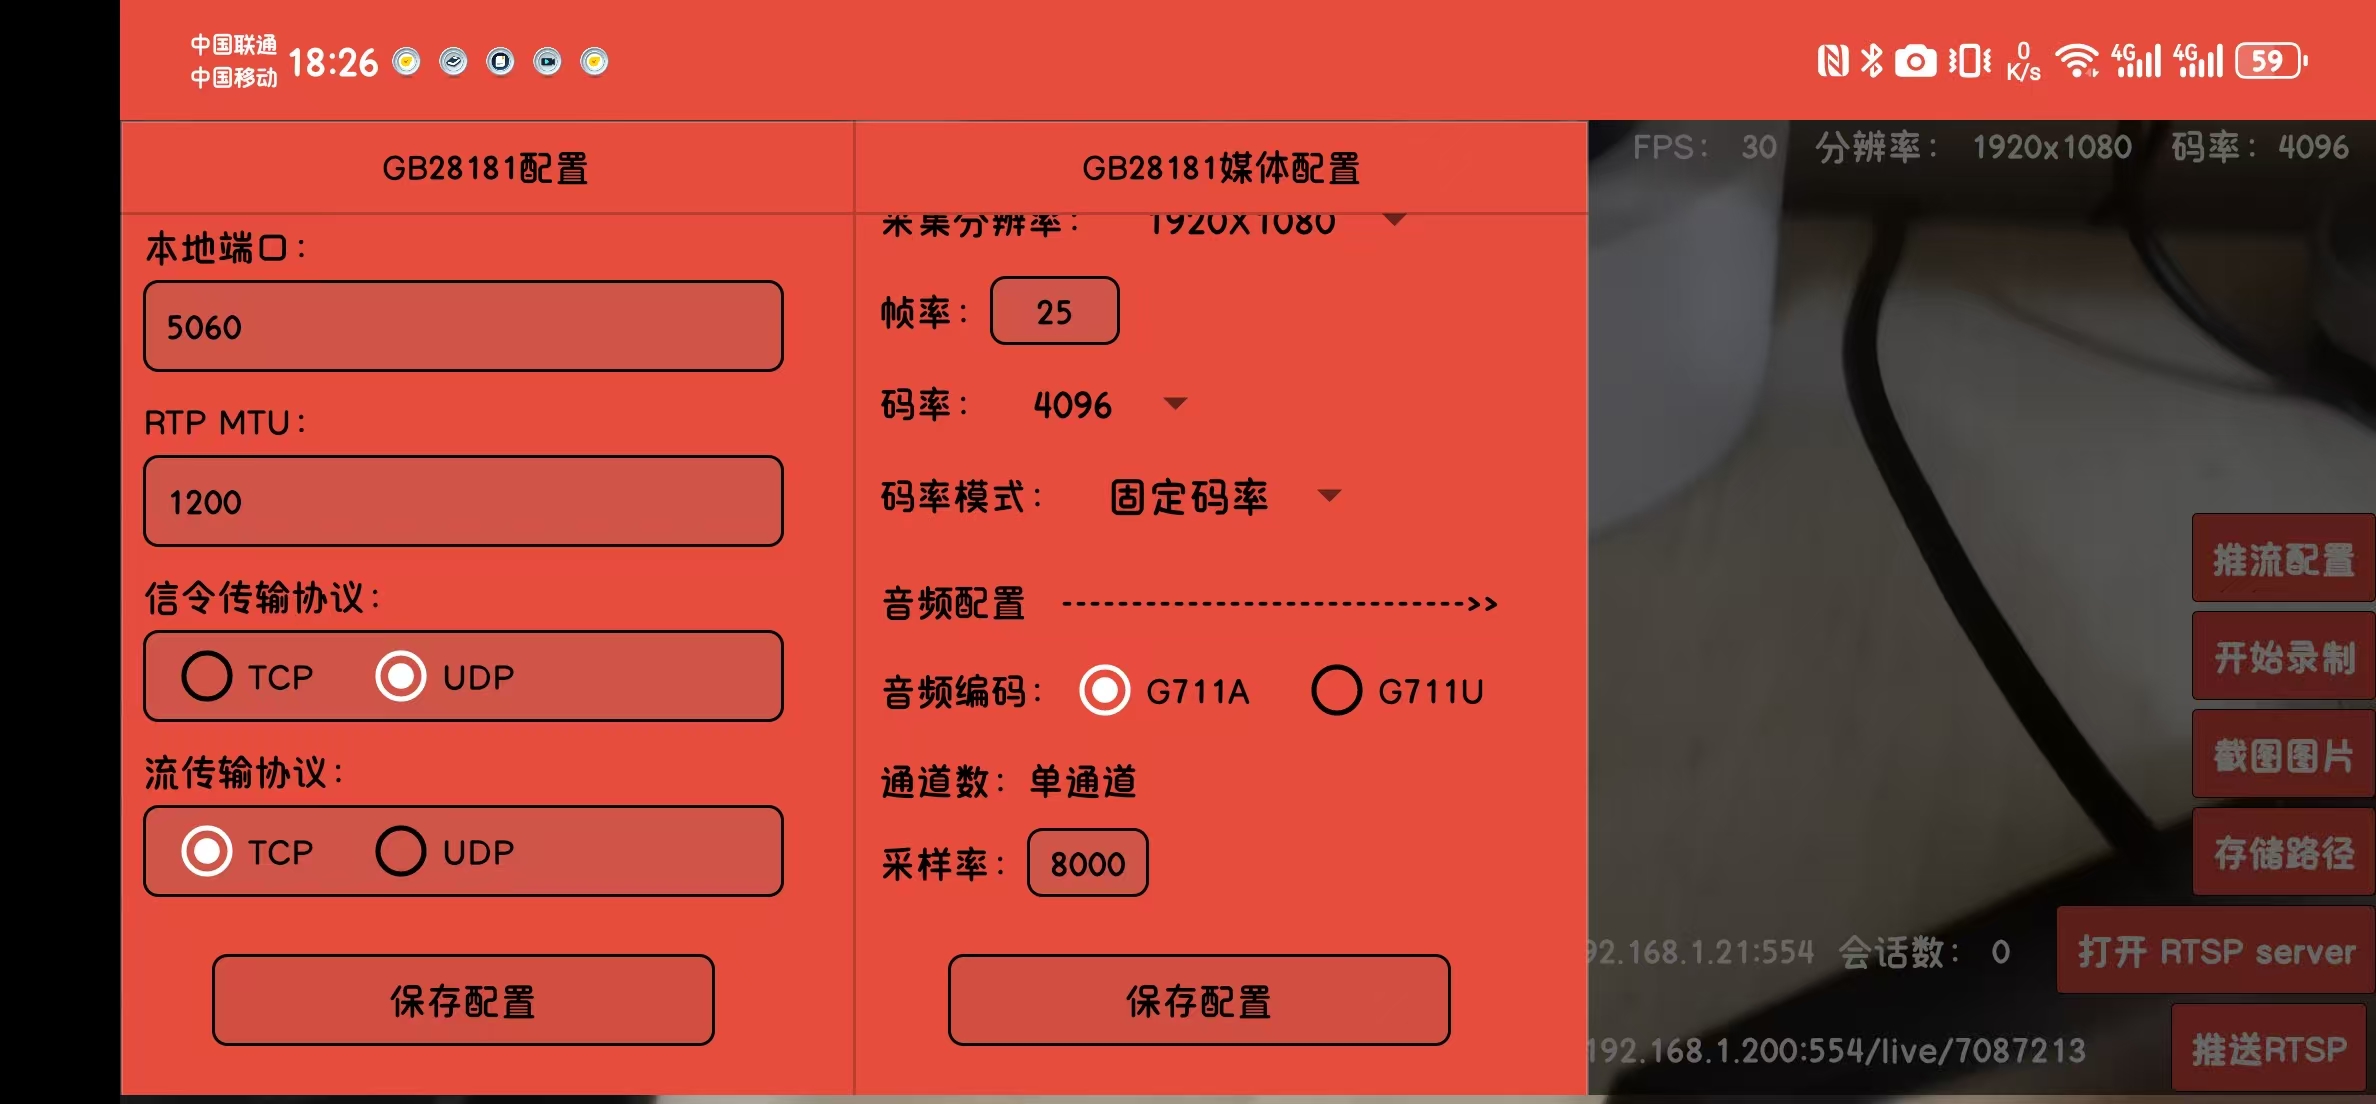 中国联通
中国移动
18:26
0
K/s
4G
4G
59
GB28181配置
GB28181媒体配置
本地端口：
5060
RTP MTU：
1200
信令传输协议：
TCP
UDP
流传输协议：
TCP
UDP
保存配置
采集分辨率：
1920X1080
帧率：
25
码率：
4096
码率模式：
固定码率
音频配置 ----------------------------->>
音频编码：
G711A
G711U
通道数：
单通道
采样率：
8000
保存配置
FPS： 30 分辨率： 1920x1080 码率：4096
推流配置
开始录制
截图图片
存储路径
92.168.1.21:554 会话数： 0
打开 RTSP server
192.168.1.200:554/live/7087213
推送RTSP